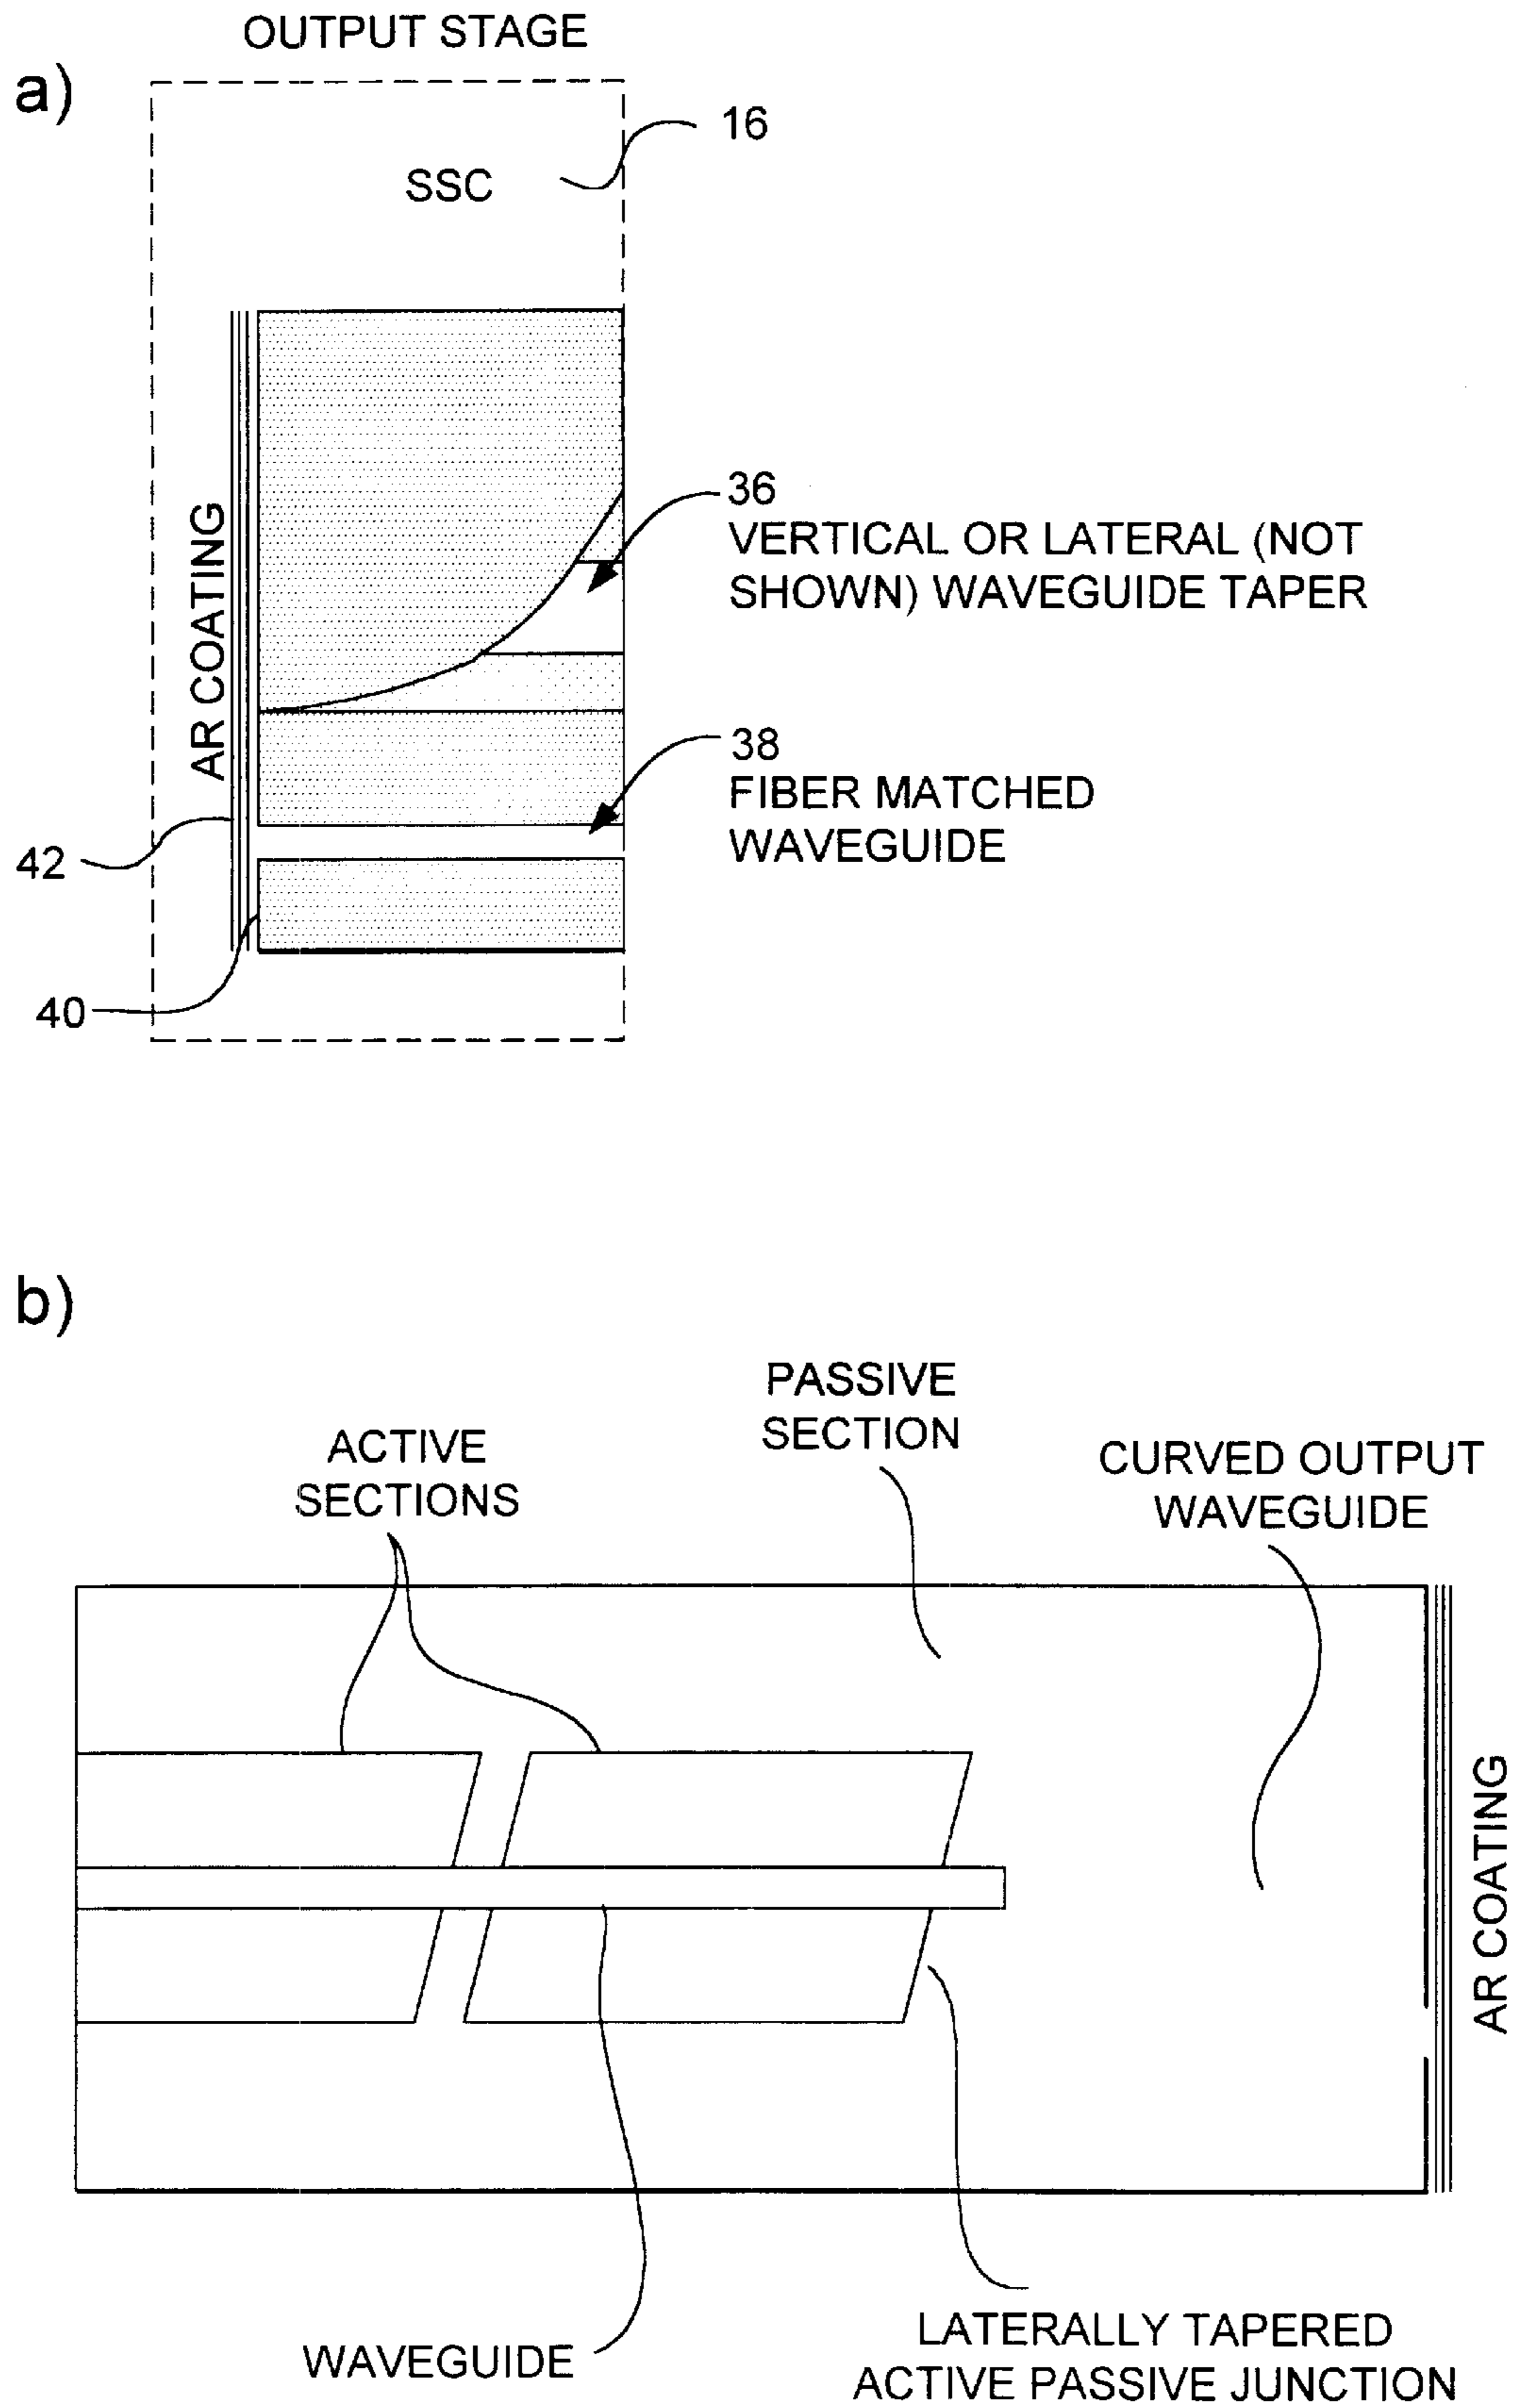 OUTPUT STAGE
a)
16
SSC
AR COATING
36
VERTICAL OR LATERAL (NOT
SHOWN) WAVEGUIDE TAPER
38
FIBER MATCHED
WAVEGUIDE
42
40
b)
PASSIVE
SECTION
ACTIVE
SECTIONS
CURVED OUTPUT
WAVEGUIDE
AR COATING
WAVEGUIDE
LATERALLY TAPERED
ACTIVE PASSIVE JUNCTION